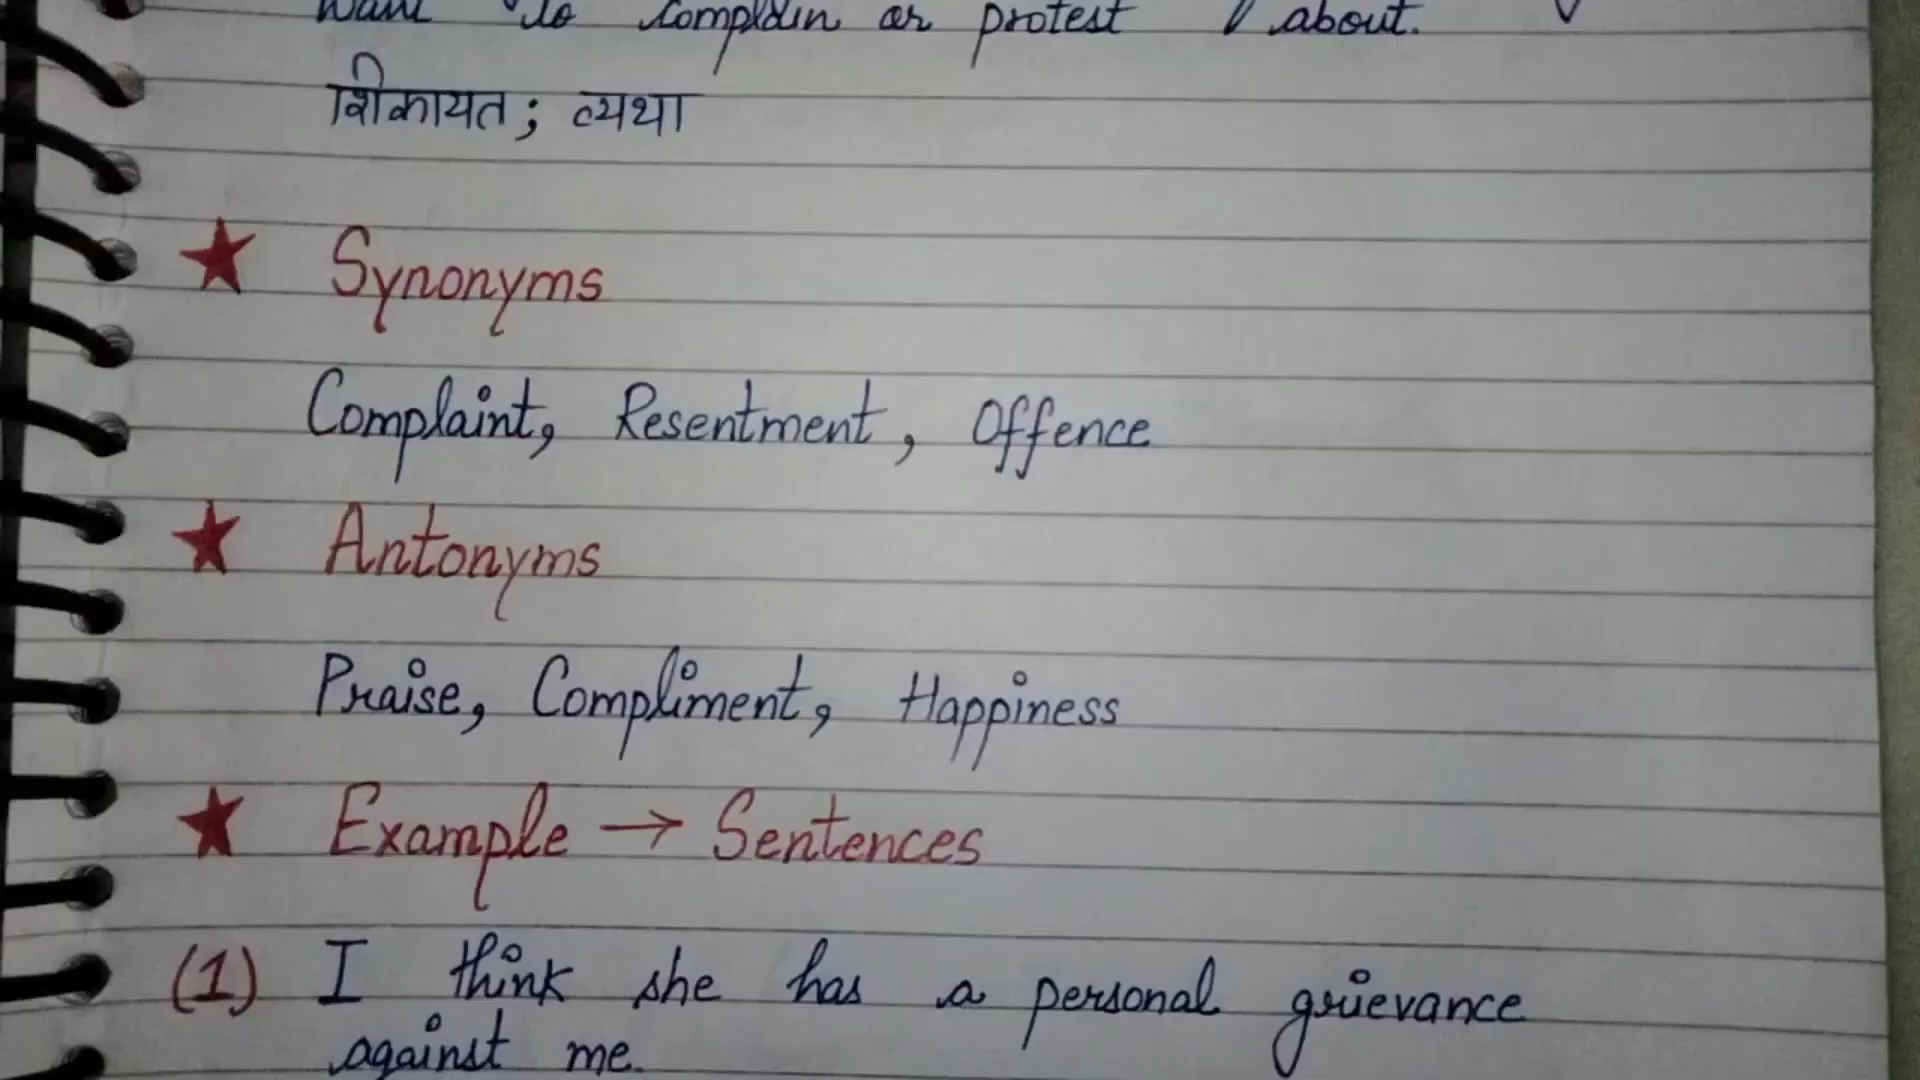 want to complain or protest about.
शिकायत; व्यथा
★ Synonyms
Complaint, Resentment, Offence
★ Antonyms
Praise, Compliment, Happiness
★ Example → Sentences
(1) I think she has a personal grievance
against me.